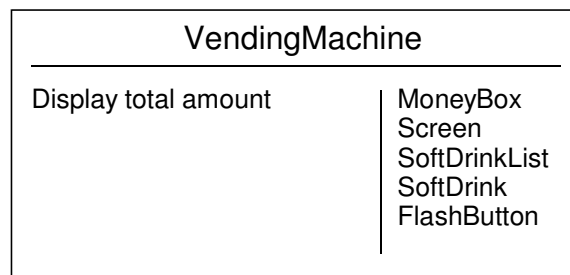 VendingMachine
Display total amount
MoneyBox
Screen
SoftDrinkList
SoftDrink
FlashButton